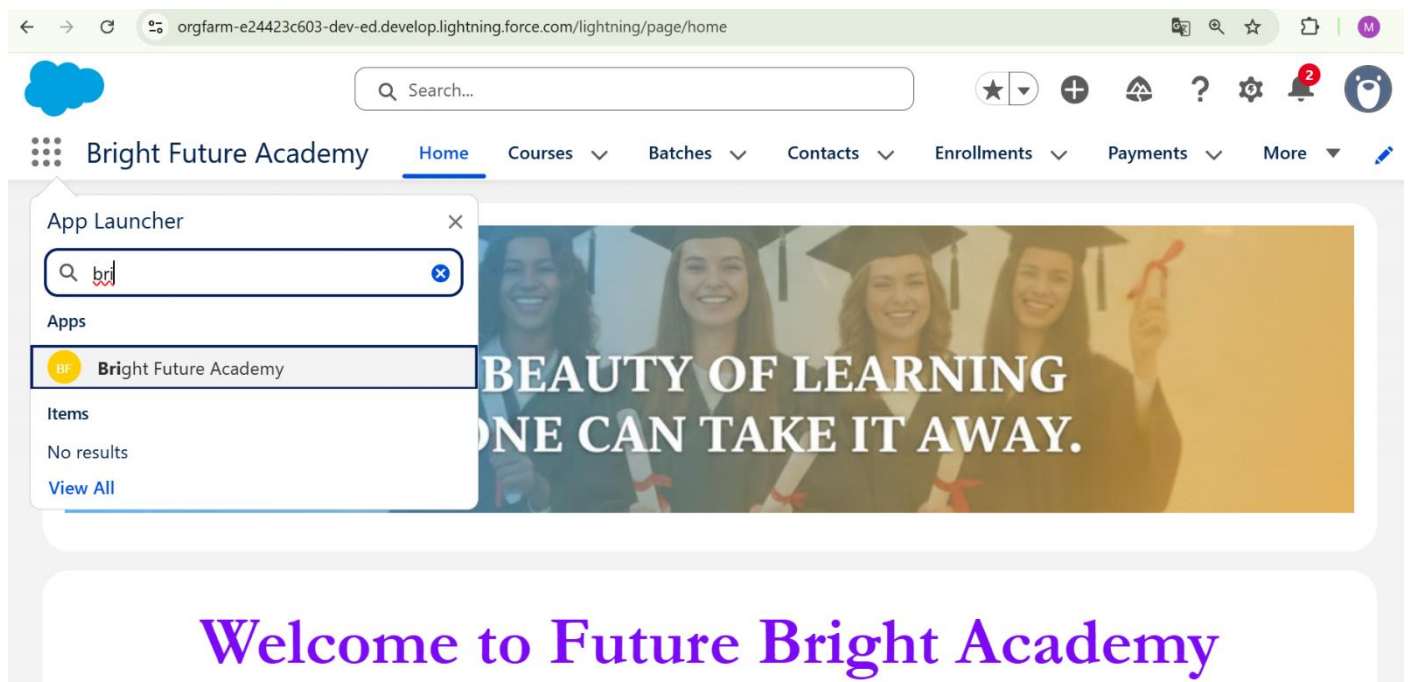 orgfarm-e24423c603-dev-ed.develop.lightning.force.com/lightning/page/home
M
Search...
2
Bright Future Academy Home Courses Batches Contacts Enrollments Payments More
App Launcher
bri
Apps
BF Bright Future Academy
Items
No results
View All
BEAUTY OF LEARNING
ONE CAN TAKE IT AWAY.
Welcome to Future Bright Academy